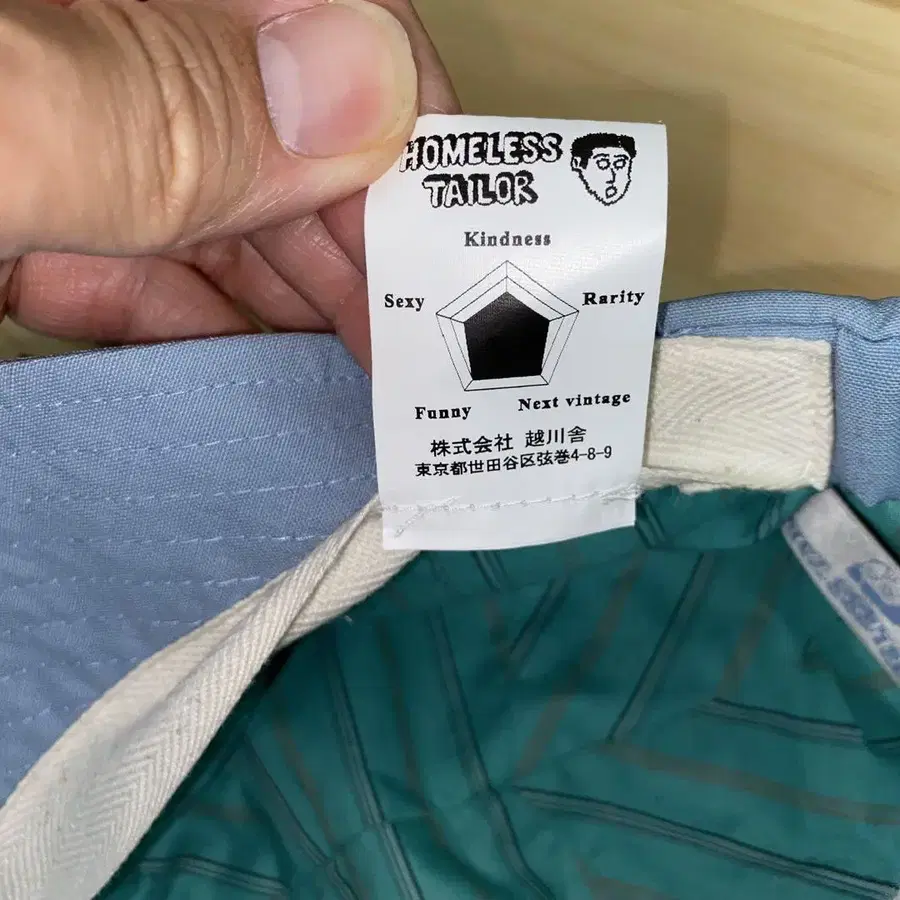 HOMELESS
TAILOR
Kindness
Sexy
Rarity
Funny
Next vintage
株式会社 越川舎
東京都世田谷区弦巻4-8-9